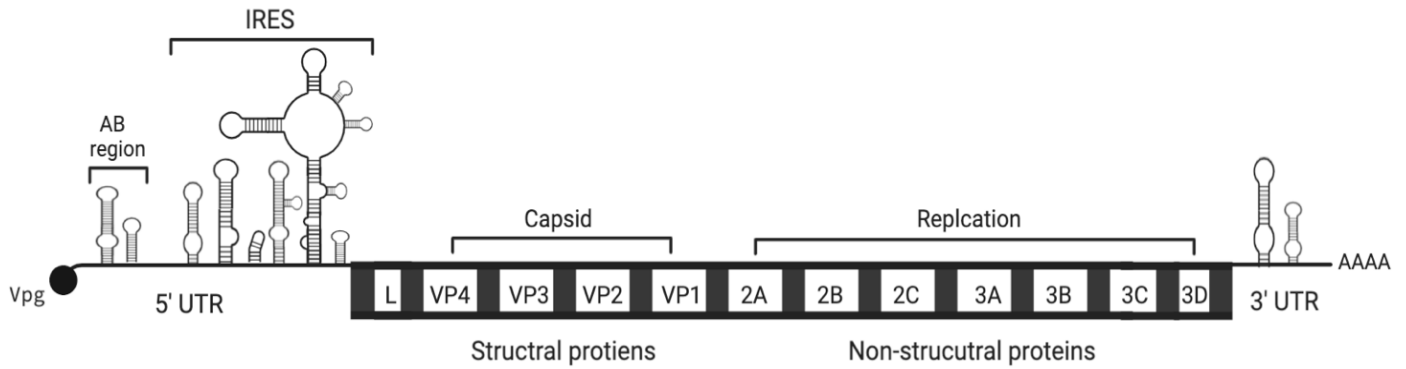 IRES
AB
region
Capsid
Replcation
Vpg
5' UTR
L VP4 VP3 VP2 VP1 2A 2B 2C 3A 3B 3C 3D
3' UTR
AAAA
Structral protiens
Non-strucutral proteins